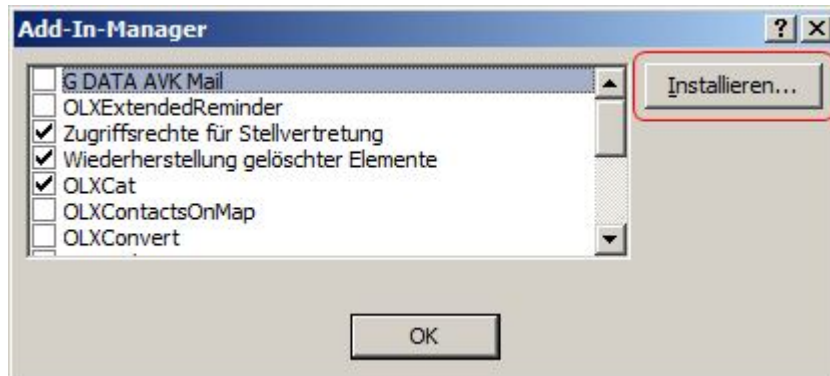 Add-In-Manager
G DATA AVK Mail
Installieren...
OLXExtendedReminder
Zugriffsrechte für Stellvertretung
Wiederherstellung gelöschter Elemente
OLXCat
OLXContactsOnMap
OLXConvert
OK